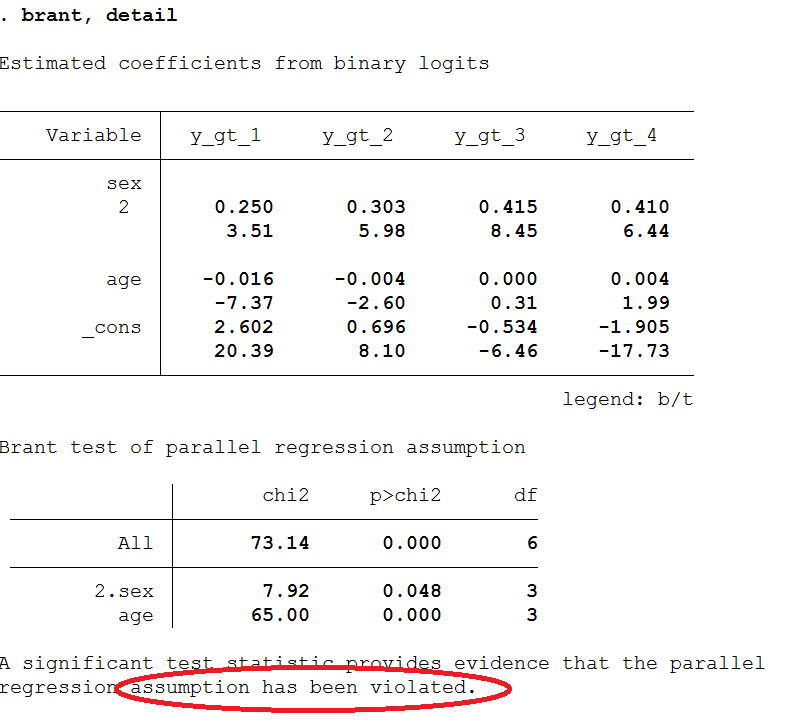 . brant, detail
Estimated coefficients from binary logits
Variable y_gt_1 y_gt_2 y_gt_3 y_gt_4
sex
2 0.250 0.303 0.415 0.410
3.51 5.98 8.45 6.44
age -0.016 -0.004 0.000 0.004
-7.37 -2.60 0.31 1.99
_cons 2.602 0.696 -0.534 -1.905
20.39 8.10 -6.46 -17.73
legend: b/t
Brant test of parallel regression assumption
chi2 p>chi2 df
All 73.14 0.000 6
2.sex 7.92 0.048 3
age 65.00 0.000 3
A significant test statistic provides evidence that the parallel
regression assumption has been violated.